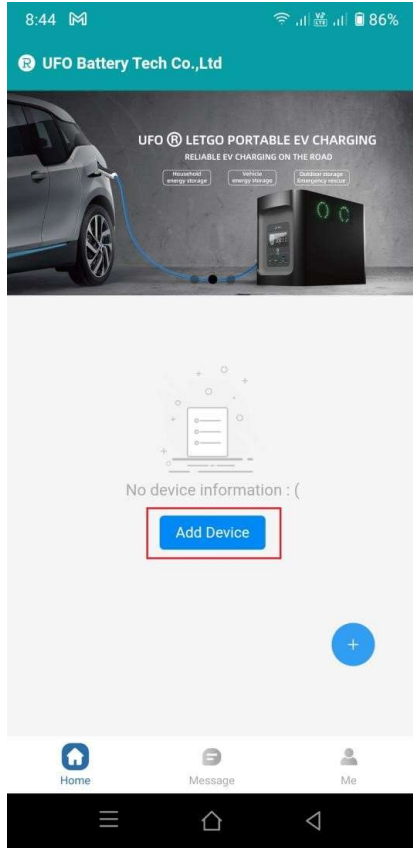 8:44 86%
® UFO Battery Tech Co.,Ltd
UFO ® LETGO PORTABLE EV CHARGING
RELIABLE EV CHARGING ON THE ROAD
Household energy storage
Vehicle energy storage
Outdoor storage Emergency rescue
No device information : (
Add Device
+
Home Message Me